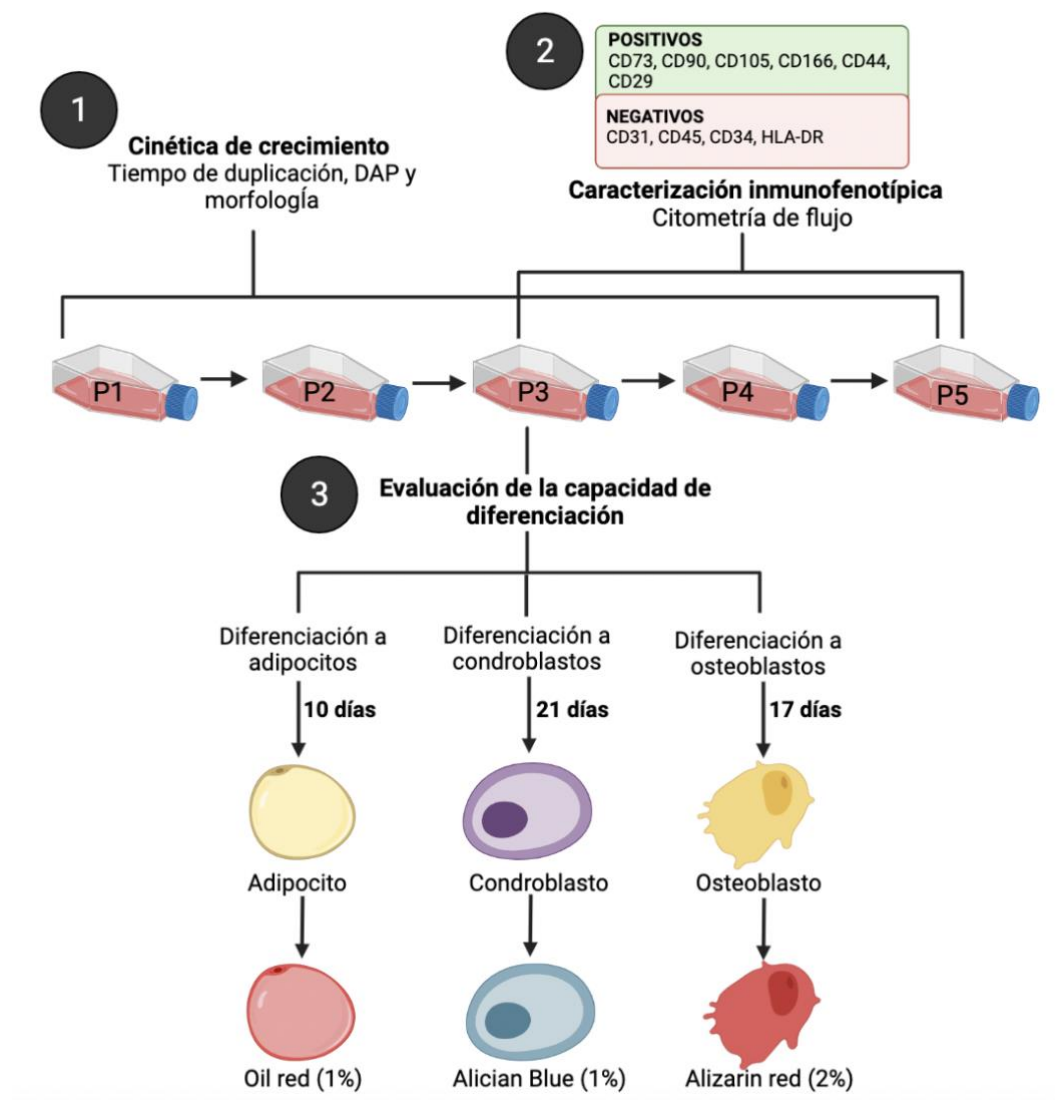 1
Cinética de crecimiento
Tiempo de duplicación, DAP y
morfología
2
POSITIVOS
CD73, CD90, CD105, CD166, CD44,
CD29
NEGATIVOS
CD31, CD45, CD34, HLA-DR
Caracterización inmunofenotípica
Citometría de flujo
P1
P2
P3
P4
P5
3
Evaluación de la capacidad de
diferenciación
Diferenciación a
adipocitos
Diferenciación a
condroblastos
Diferenciación a
osteoblastos
10 días
21 días
17 días
Adipocito
Condroblasto
Osteoblasto
Oil red (1%)
Alician Blue (1%)
Alizarin red (2%)